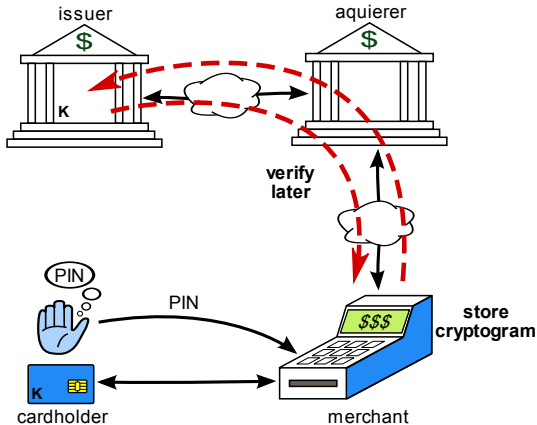 issuer
aquierer
$
$
K
verify
later
PIN
PIN
$$$
store
cryptogram
K
cardholder
merchant